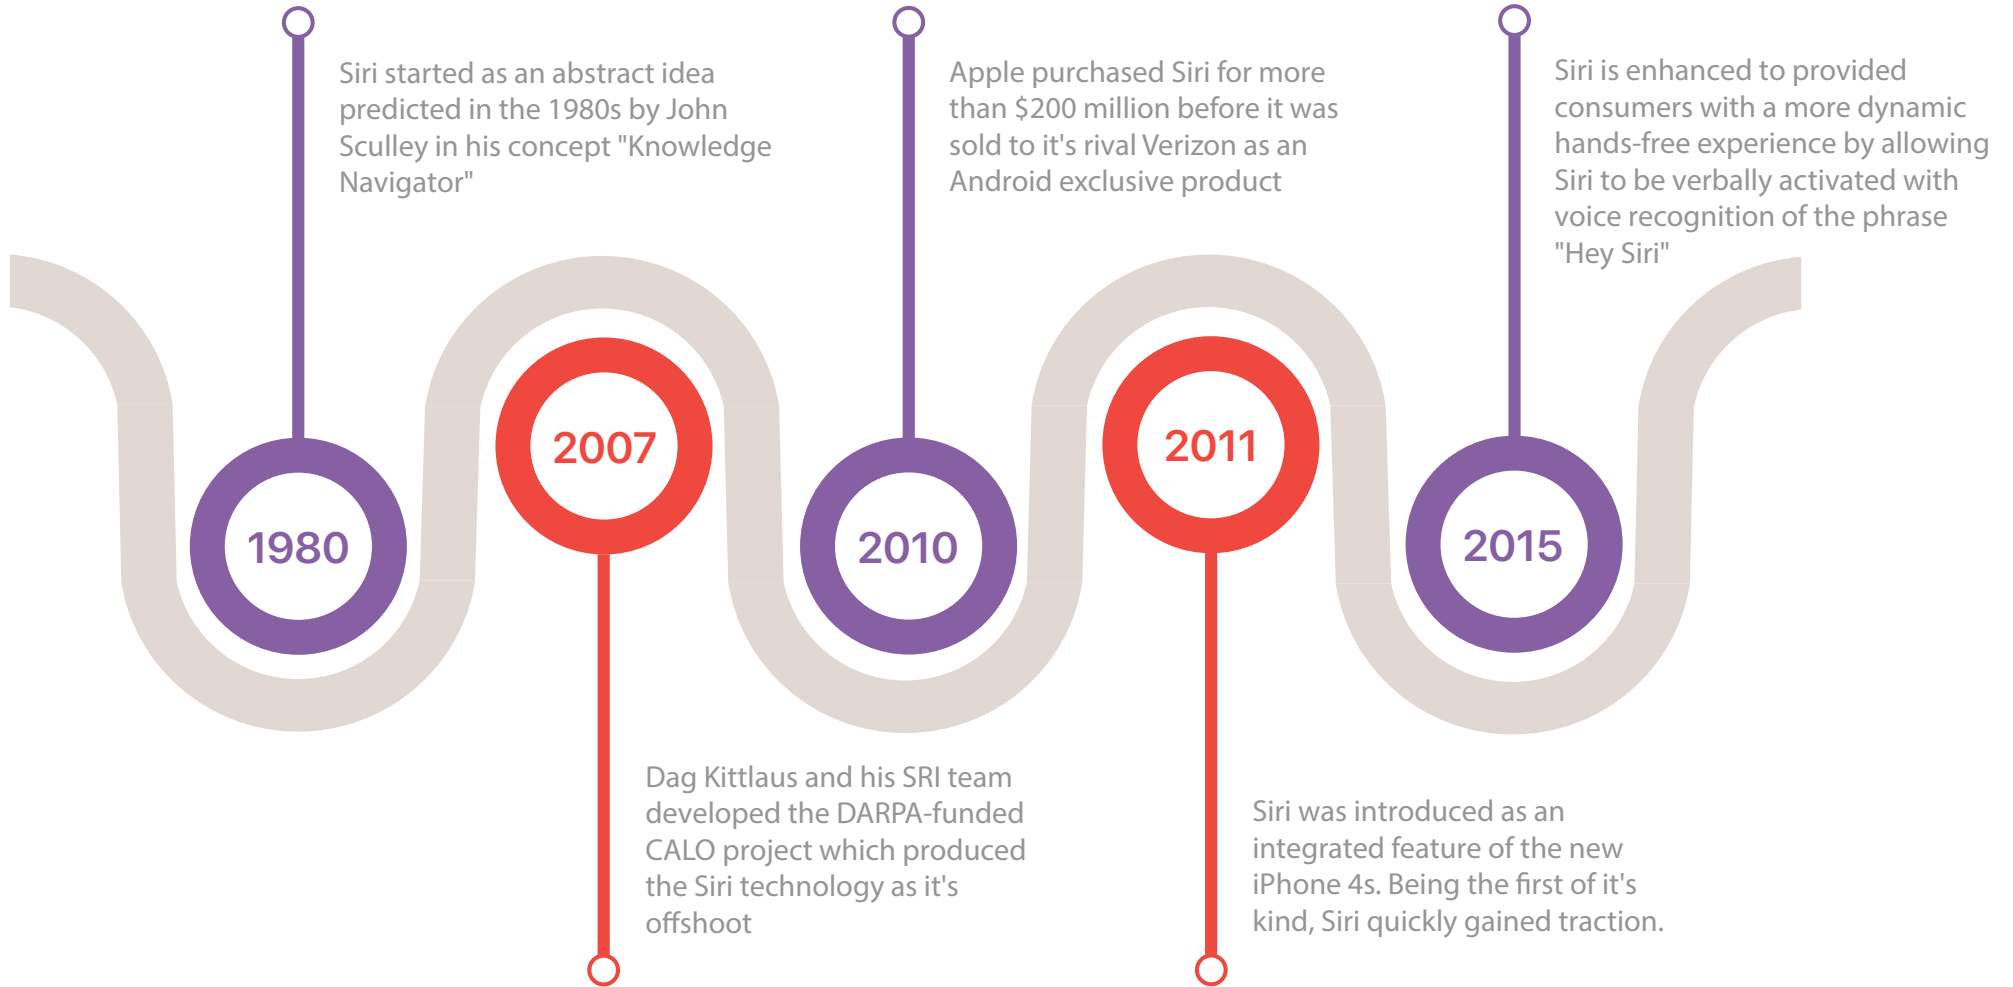 Siri started as an abstract idea
predicted in the 1980s by John
Sculley in his concept "Knowledge
Navigator"
Apple purchased Siri for more
than $200 million before it was
sold to it's rival Verizon as an
Android exclusive product
Siri is enhanced to provided
consumers with a more dynamic
hands-free experience by allowing
Siri to be verbally activated with
voice recognition of the phrase
"Hey Siri"
1980
2007
2010
2011
2015
Dag Kittlaus and his SRI team
developed the DARPA-funded
CALO project which produced
the Siri technology as it's
offshoot
Siri was introduced as an
integrated feature of the new
iPhone 4s. Being the first of it's
kind, Siri quickly gained traction.